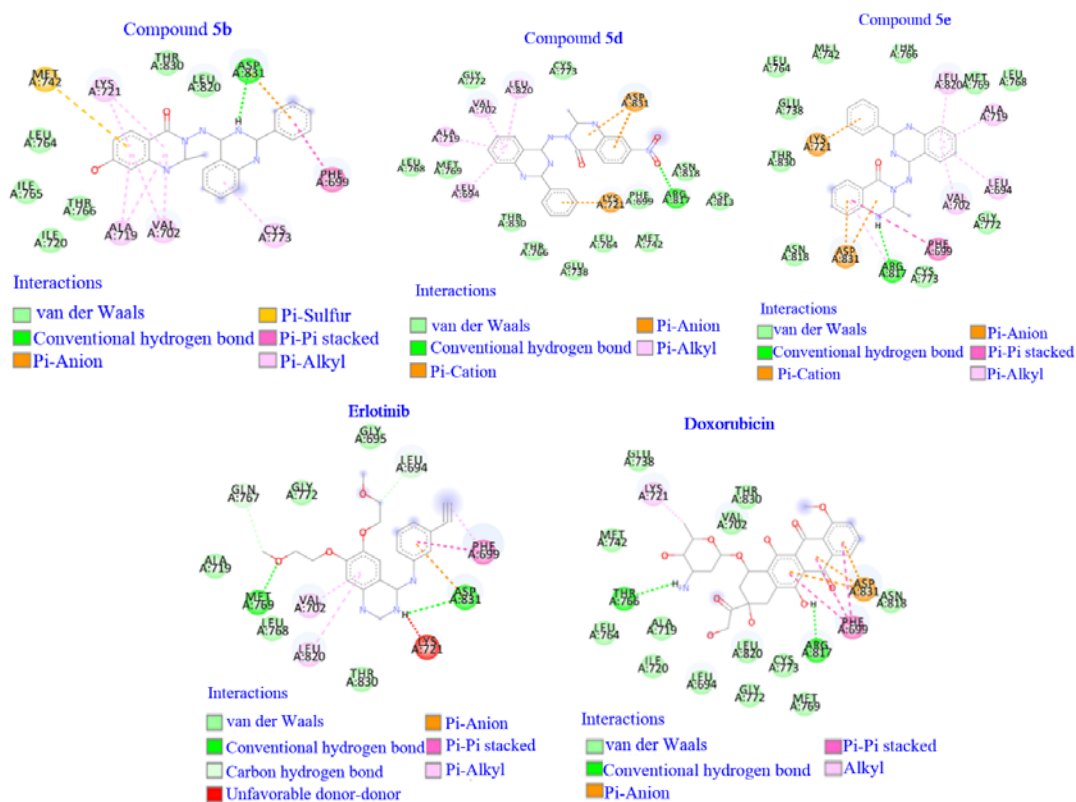 Compound 5b
THR
A:830
ASP
A:831
MET
A:742
LYS
A:721
LEU
A:820
LEU
A:764
H
N
O
HO
PHE
A:699
ILE
A:765
THR
A:766
ILE
A:720
ALA
A:719
VAL
A:702
CYS
A:773
Interactions
van der Waals
Conventional hydrogen bond
Pi-Anion
Pi-Sulfur
Pi-Pi stacked
Pi-Alkyl
Compound 5d
CYS
A:773
GLY
A:772
LEU
A:820
VAL
A:702
ASP
A:831
ALA
A:719
LEU
A:768
MET
A:769
LEU
A:694
ASN
A:818
LYS
A:721
PHE
A:699
ARG
A:817
ASP
A:813
THR
A:830
THR
A:766
LEU
A:764
MET
A:742
GLU
A:738
Interactions
van der Waals
Conventional hydrogen bond
Pi-Cation
Pi-Anion
Pi-Alkyl
Compound 5e
MET
A:742
THR
A:766
LEU
A:764
LEU
A:820
MET
A:769
LEU
A:768
GLU
A:738
ALA
A:719
LYS
A:721
THR
A:830
LEU
A:694
VAL
A:702
GLY
A:772
ASN
A:818
ASP
A:831
PHE
A:699
ARG
A:817
CYS
A:773
Interactions
van der Waals
Conventional hydrogen bond
Pi-Cation
Pi-Anion
Pi-Pi stacked
Pi-Alkyl
Erlotinib
GLY
A:695
LEU
A:694
GLN
A:767
GLY
A:772
PHE
A:699
ALA
A:719
MET
A:769
VAL
A:702
ASP
A:831
H
LEU
A:768
LYS
A:721
LEU
A:820
THR
A:830
Interactions
van der Waals
Conventional hydrogen bond
Carbon hydrogen bond
Unfavorable donor-donor
Pi-Anion
Pi-Pi stacked
Pi-Alkyl
Doxorubicin
GLU
A:738
LYS
A:721
THR
A:830
VAL
A:702
MET
A:742
ASP
A:831
THR
A:766
ASN
A:818
PHE
A:699
LEU
A:764
ALA
A:719
ARG
A:817
ILE
A:720
LEU
A:820
CYS
A:773
LEU
A:694
GLY
A:772
MET
A:769
Interactions
van der Waals
Conventional hydrogen bond
Pi-Anion
Pi-Pi stacked
Alkyl